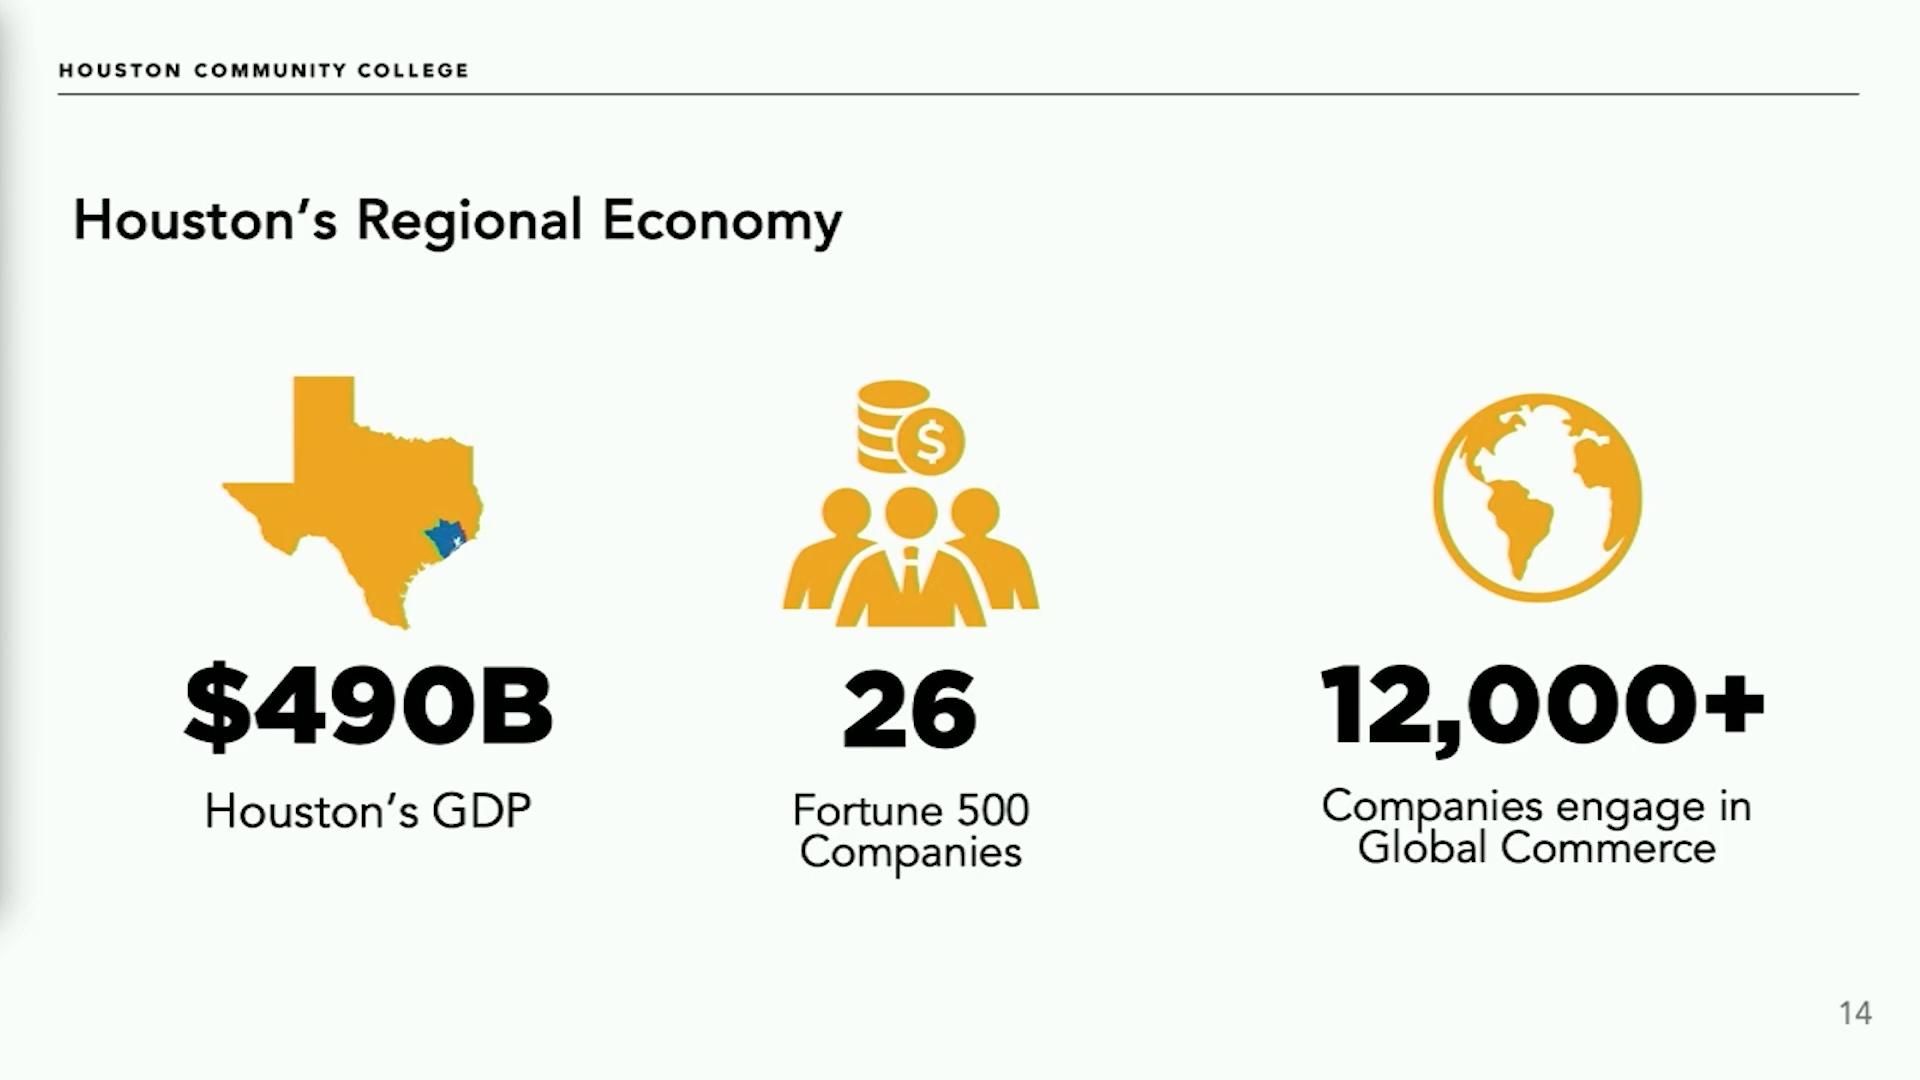 HOUSTON COMMUNITY COLLEGE
Houston’s Regional Economy
$
$490B
Houston’s GDP
26
Fortune 500
Companies
12,000+
Companies engage in
Global Commerce
14